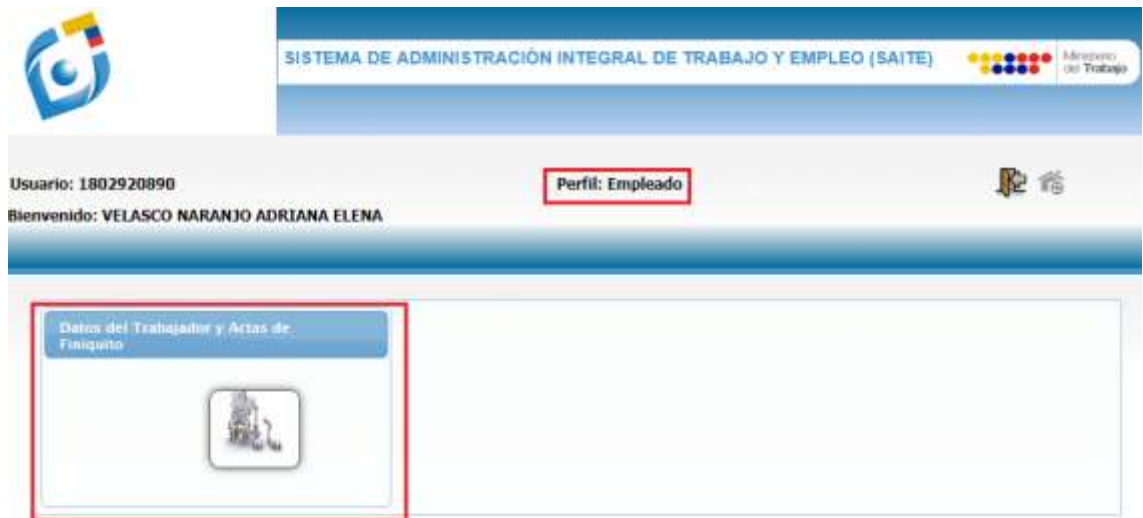 SISTEMA DE ADMINISTRACIÓN INTEGRAL DE TRABAJO Y EMPLEO (SAITE)
Ministerio
del Trabajo
Usuario: 1802920890
Perfil: Empleado
Bienvenido: VELASCO NARANJO ADRIANA ELENA
Datos del Trabajador y Actas de
Finiquito